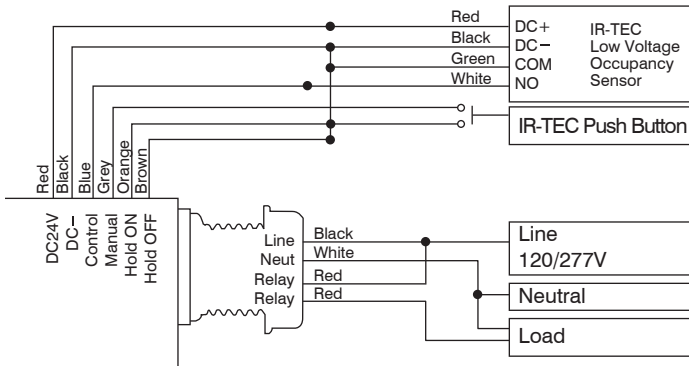 Red
DC+
IR-TEC
Black
DC−
Low Voltage
Green
COM
Occupancy
White
NO
Sensor
IR-TEC Push Button
Red
Black
Blue
Grey
Orange
Brown
DC24V
DC−
Control
Manual
Hold ON
Hold OFF
Line
Black
Line
120/277V
Neut
White
Relay
Red
Neutral
Relay
Red
Load